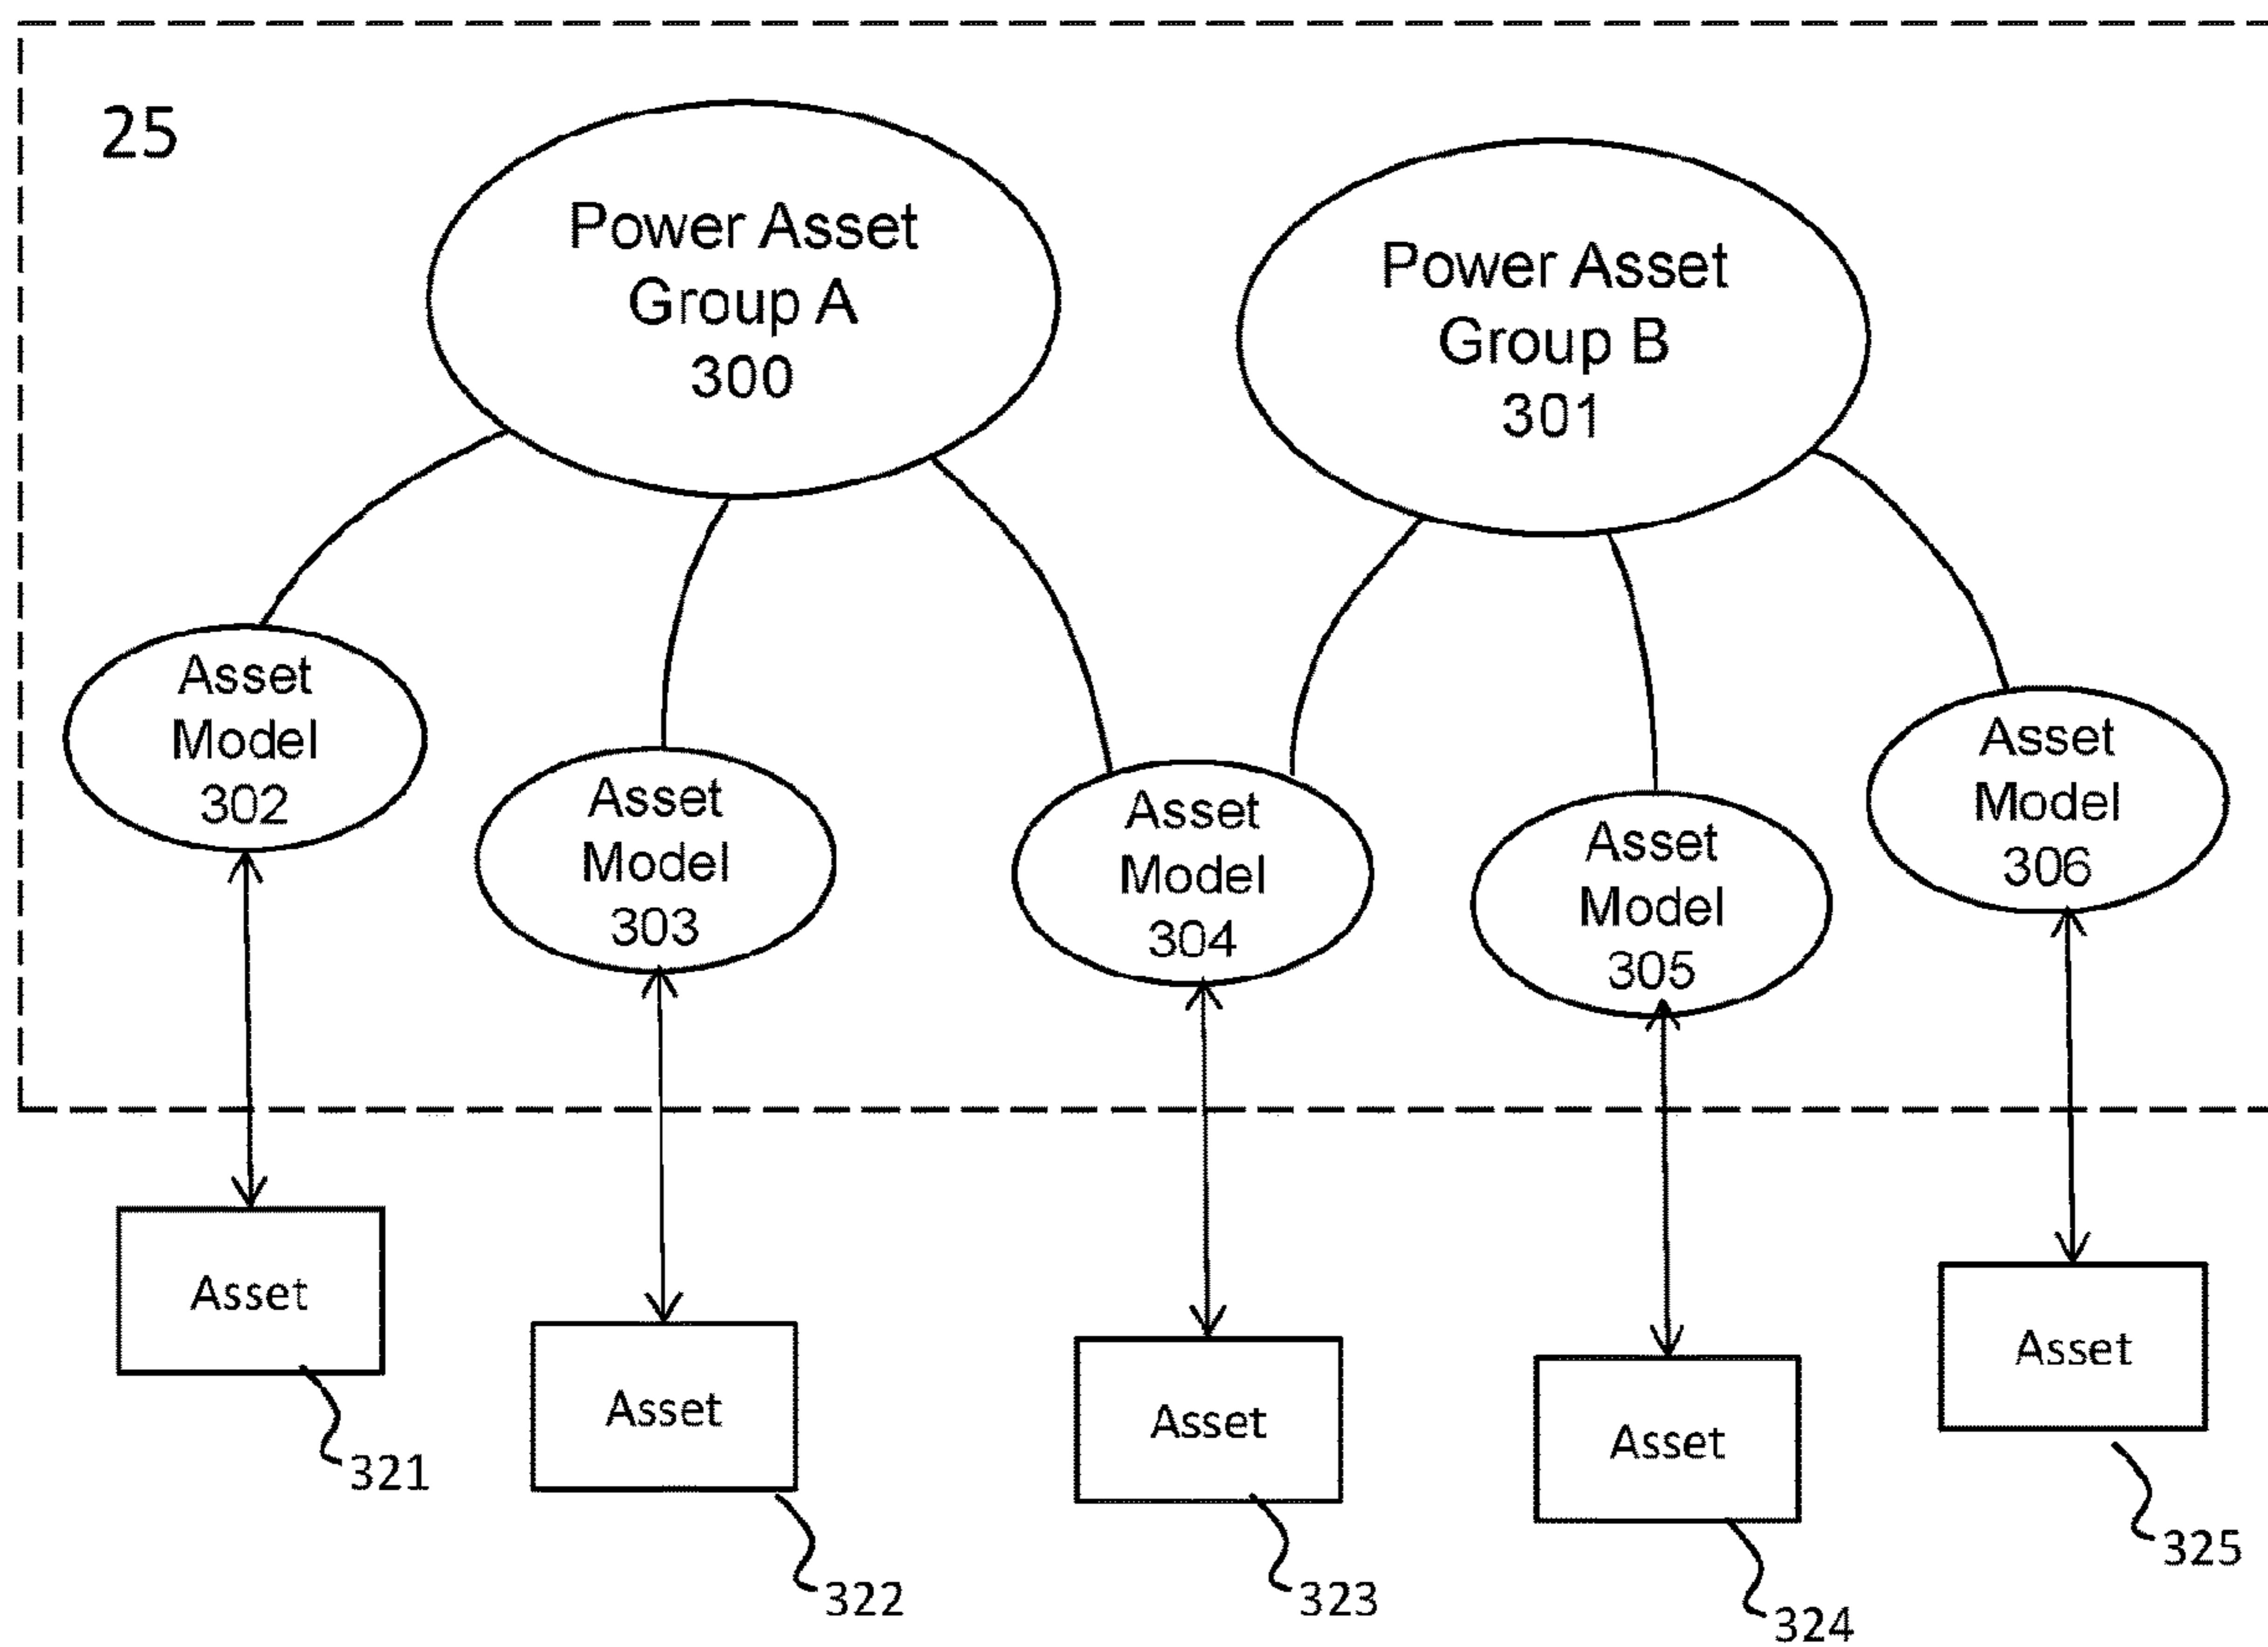 25
Power Asset
Group A
300
Power Asset
Group B
301
Asset
Model
302
Asset
Model
303
Asset
Model
304
Asset
Model
305
Asset
Model
306
Asset
321
Asset
322
Asset
323
Asset
324
Asset
325